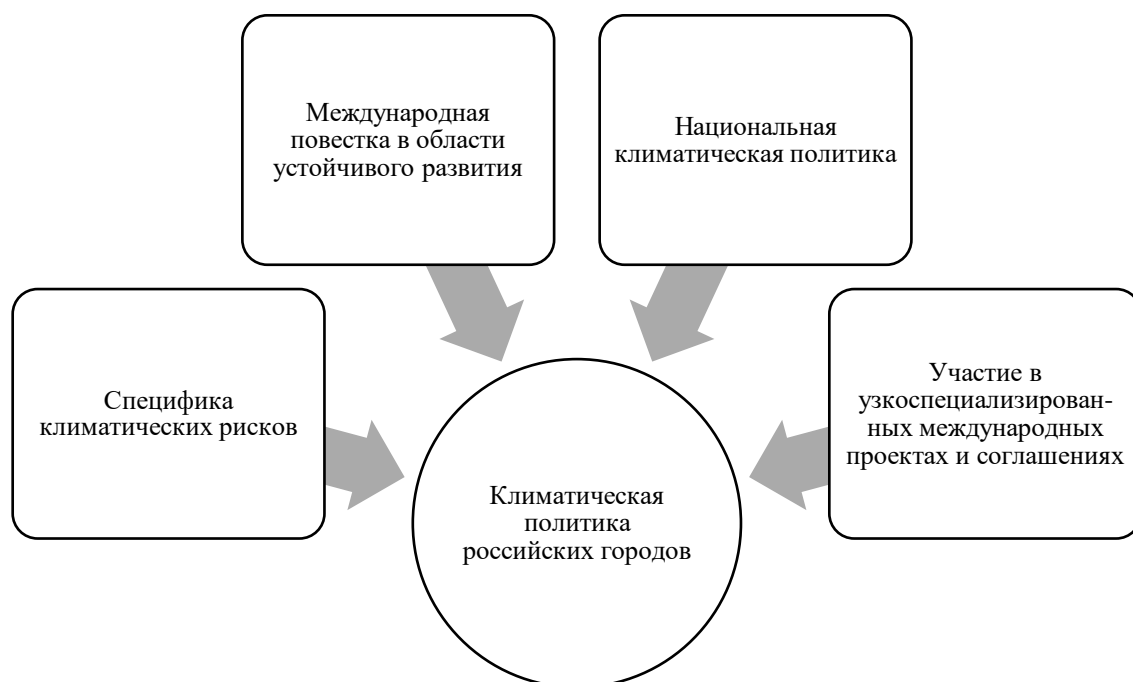 Международная
повестка в области
устойчивого развития
Национальная
климатическая политика
Специфика
климатических рисков
Участие в
узкоспециализирован-
ных международных
проектах и соглашениях
Климатическая
политика
российских городов